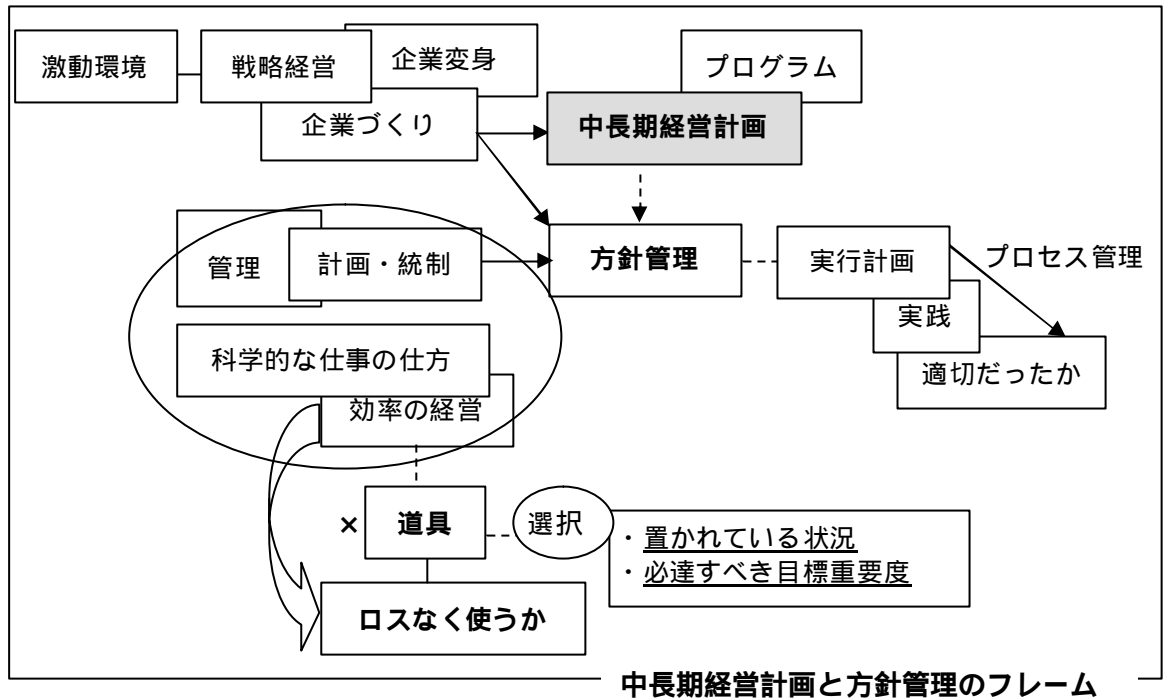 激動環境
戦略経営
企業変身
企業づくり
プログラム
中長期経営計画
管理
計画・統制
方針管理
実行計画
プロセス管理
実践
適切だったか
科学的な仕事の仕方
効率の経営
×
道具
選択
・置かれている状況
・必達すべき目標重要度
ロスなく使うか
中長期経営計画と方針管理のフレーム